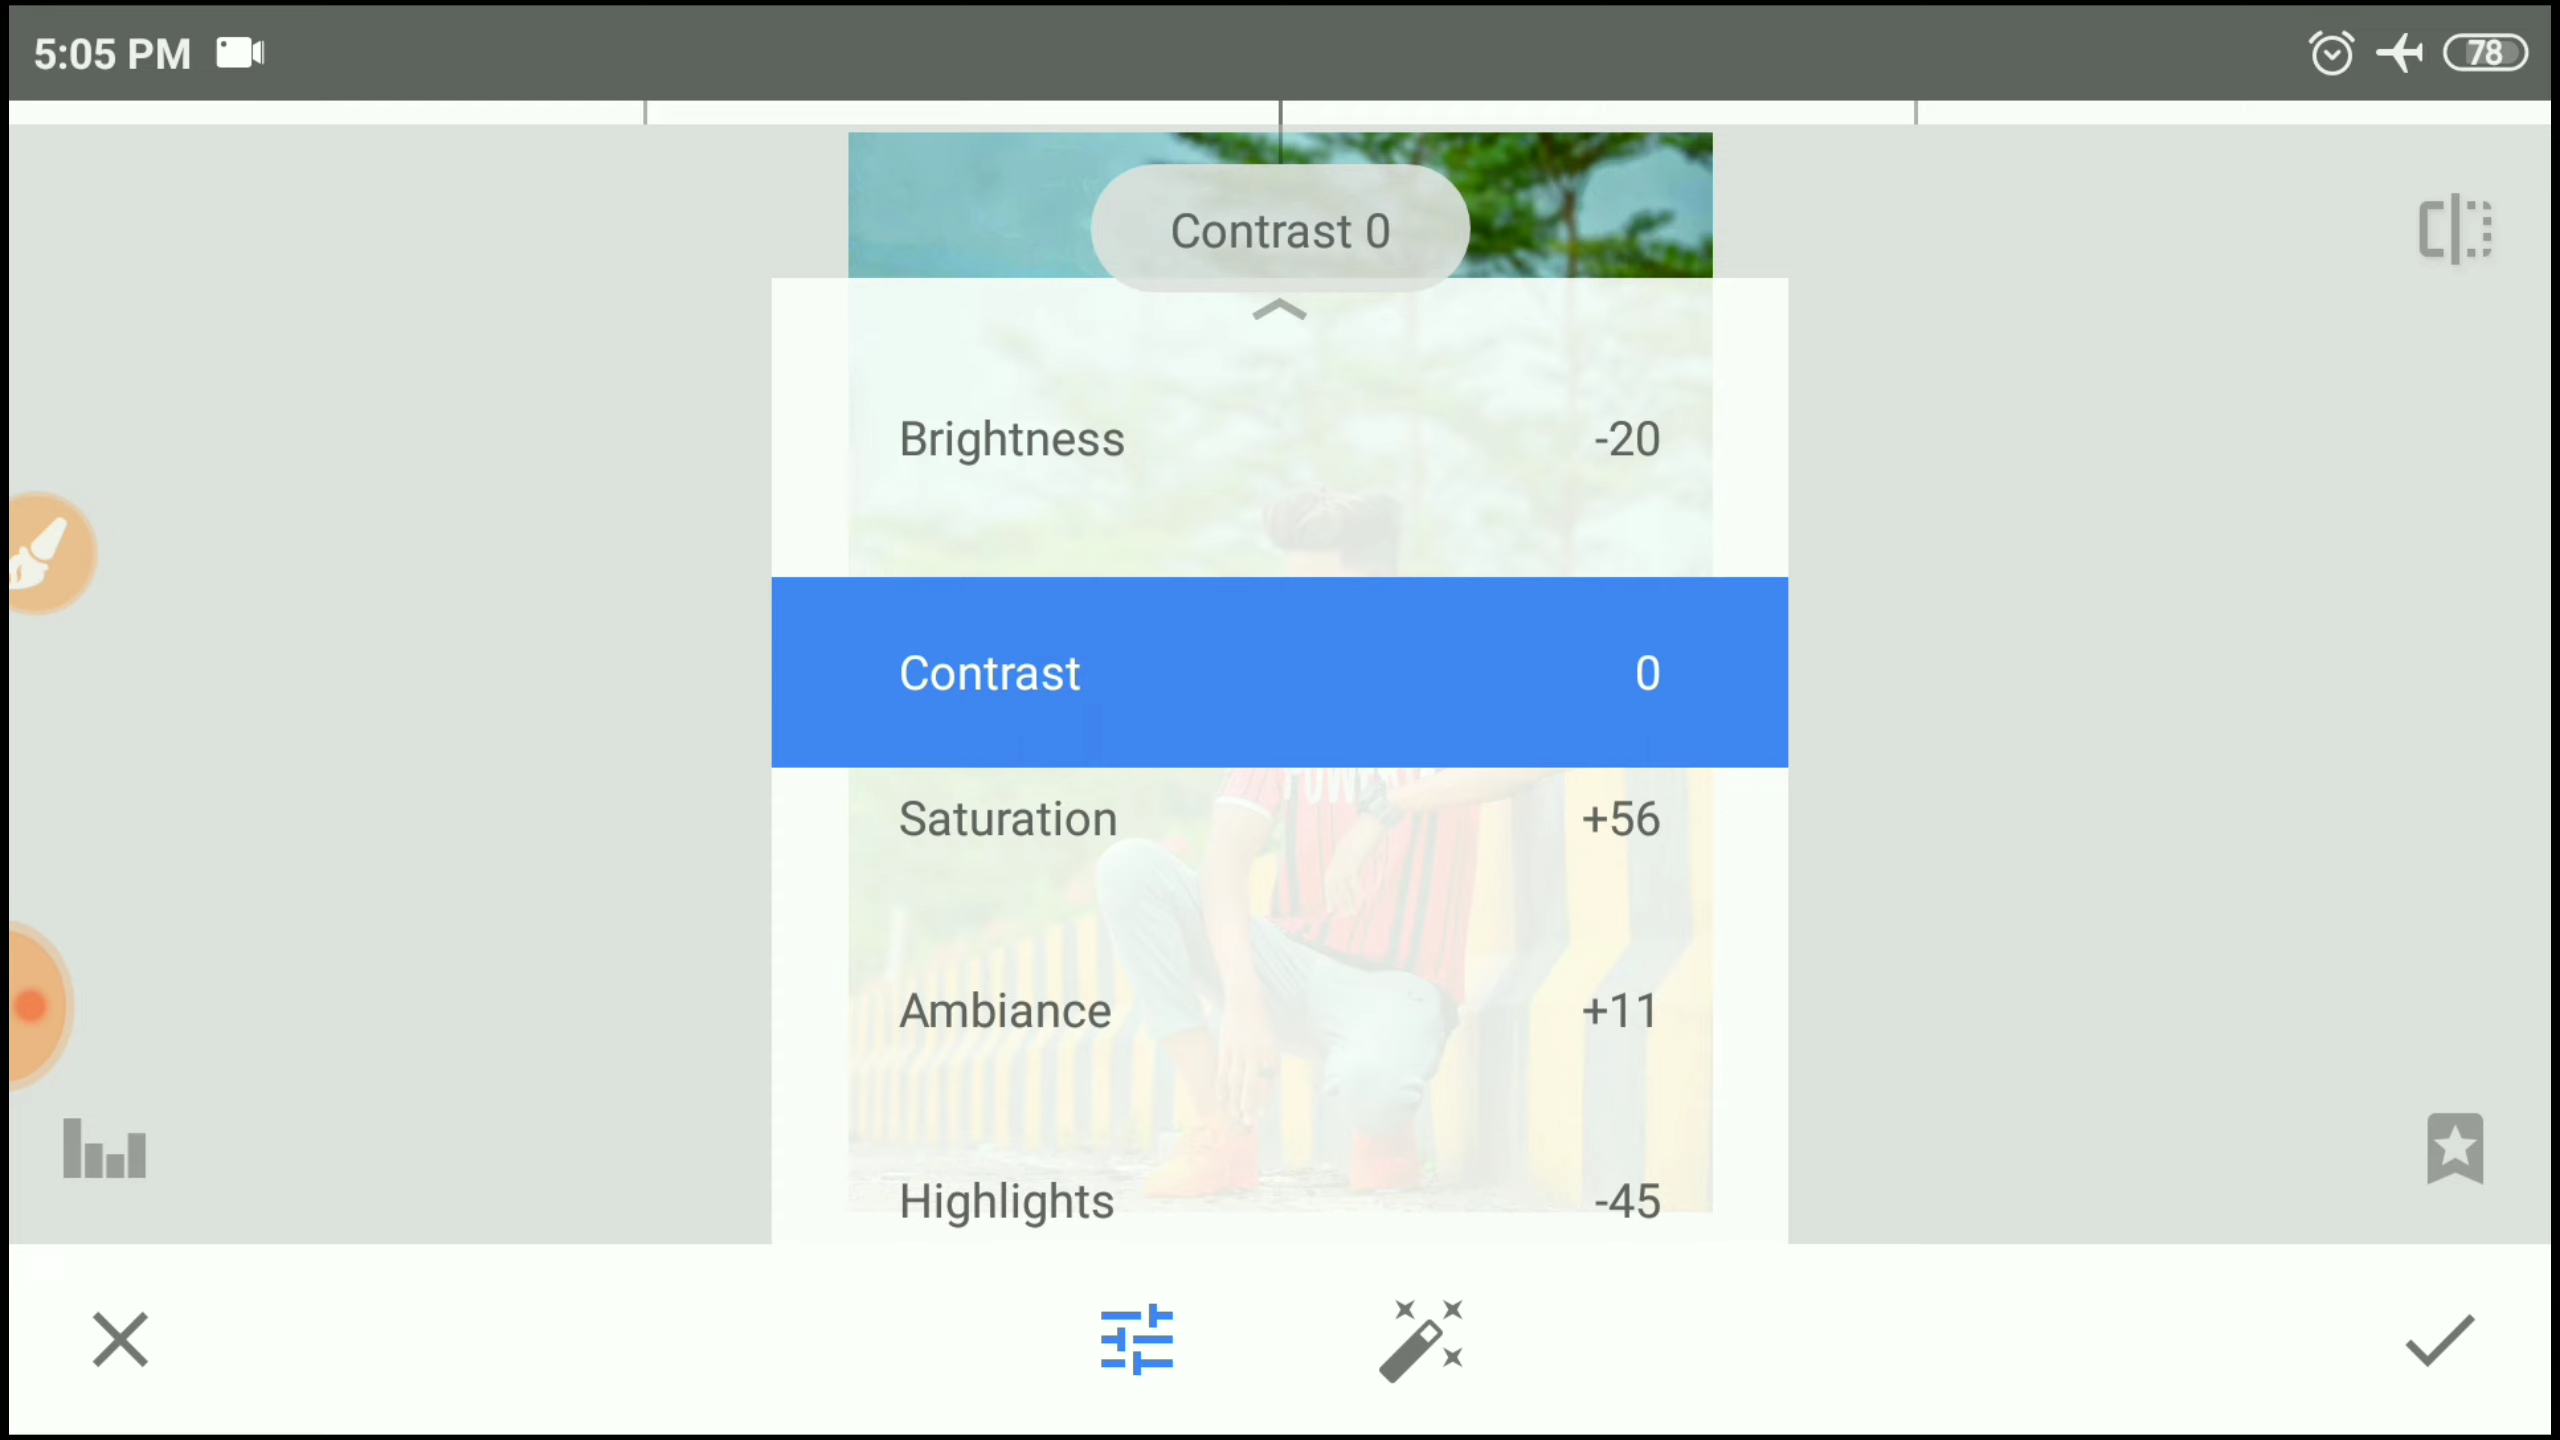 5:05 PM
78
Contrast 0
Brightness -20
Contrast 0
Saturation +56
Ambiance +11
Highlights -45